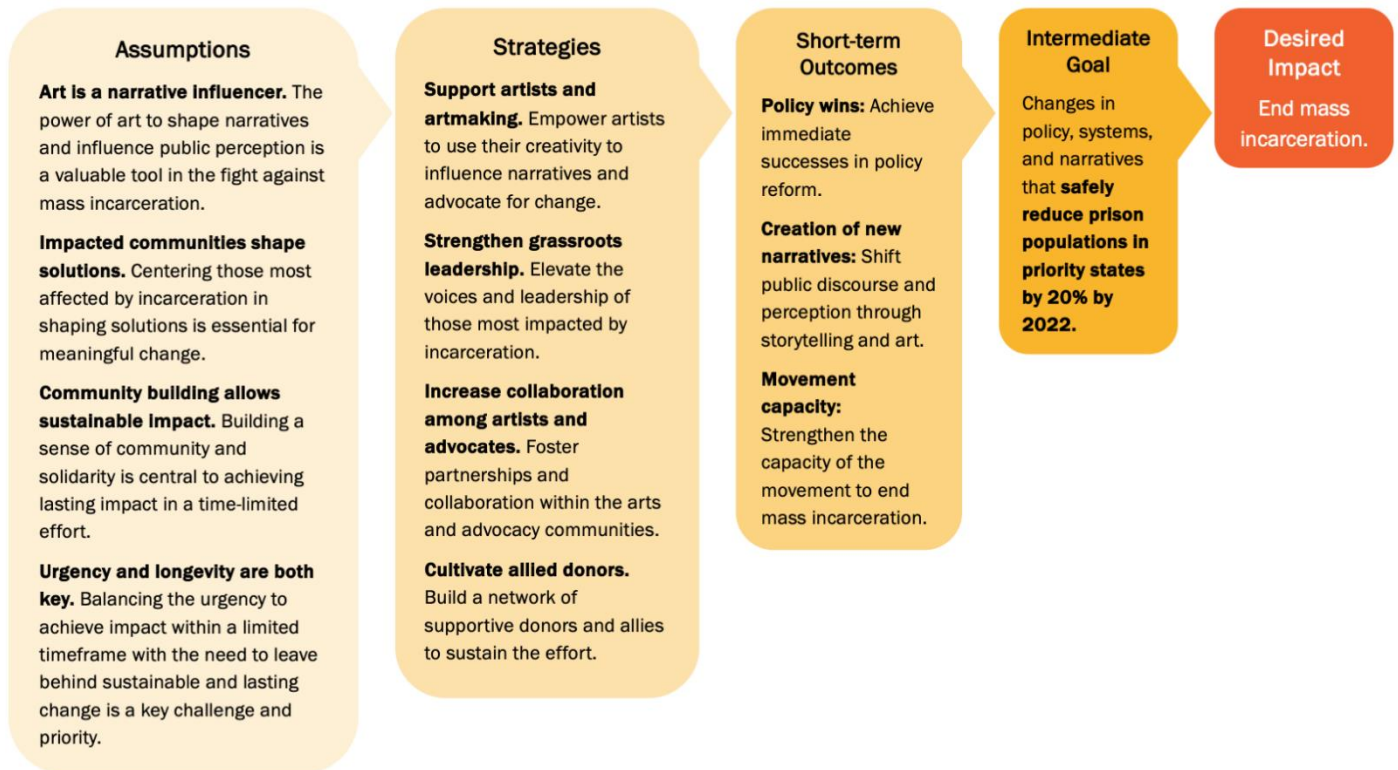 Assumptions
Art is a narrative influencer. The
power of art to shape narratives
and influence public perception is
a valuable tool in the fight against
mass incarceration.
Impacted communities shape
solutions. Centering those most
affected by incarceration in
shaping solutions is essential for
meaningful change.
Community building allows
sustainable impact. Building a
sense of community and
solidarity is central to achieving
lasting impact in a time-limited
effort.
Urgency and longevity are both
key. Balancing the urgency to
achieve impact within a limited
timeframe with the need to leave
behind sustainable and lasting
change is a key challenge and
priority.
Strategies
Support artists and
artmaking. Empower artists
to use their creativity to
influence narratives and
advocate for change.
Strengthen grassroots
leadership. Elevate the
voices and leadership of
those most impacted by
incarceration.
Increase collaboration
among artists and
advocates. Foster
partnerships and
collaboration within the arts
and advocacy communities.
Cultivate allied donors.
Build a network of
supportive donors and allies
to sustain the effort.
Short-term
Outcomes
Policy wins: Achieve
immediate
successes in policy
reform.
Creation of new
narratives: Shift
public discourse and
perception through
storytelling and art.
Movement
capacity:
Strengthen the
capacity of the
movement to end
mass incarceration.
Intermediate
Goal
Changes in
policy, systems,
and narratives
that safely
reduce prison
populations in
priority states
by 20% by
2022.
Desired
Impact
End mass
incarceration.